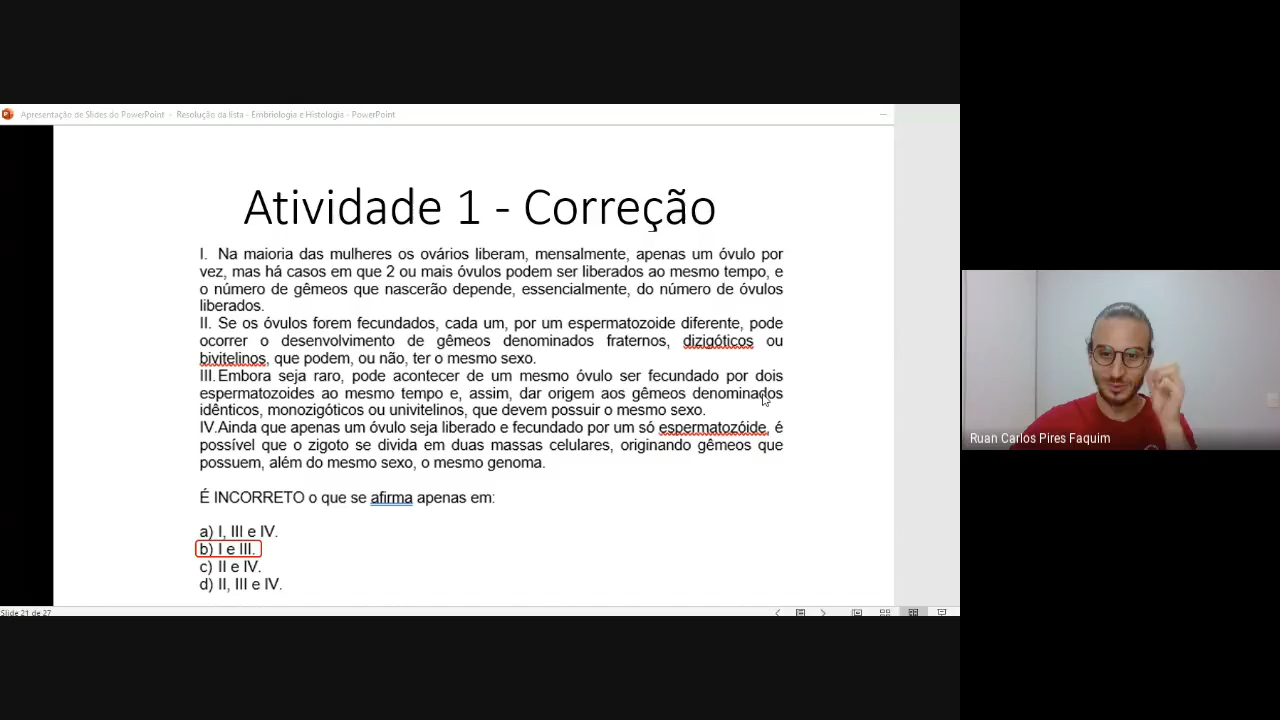 Apresentação de Slides do PowerPoint - Resolução da lista - Embriologia e Histologia - PowerPoint
Atividade 1 - Correção
I. Na maioria das mulheres os ovários liberam, mensalmente, apenas um óvulo por
vez, mas há casos em que 2 ou mais óvulos podem ser liberados ao mesmo tempo, e
o número de gêmeos que nascerão depende, essencialmente, do número de óvulos
liberados.
II. Se os óvulos forem fecundados, cada um, por um espermatozoide diferente, pode
ocorrer o desenvolvimento de gêmeos denominados fraternos, dizigóticos ou
bivitelinos, que podem, ou não, ter o mesmo sexo.
III. Embora seja raro, pode acontecer de um mesmo óvulo ser fecundado por dois
espermatozoides ao mesmo tempo e, assim, dar origem aos gêmeos denominados
idênticos, monozigóticos ou univitelinos, que devem possuir o mesmo sexo.
IV.Ainda que apenas um óvulo seja liberado e fecundado por um só espermatozóide, é
possível que o zigoto se divida em duas massas celulares, originando gêmeos que
possuem, além do mesmo sexo, o mesmo genoma.
É INCORRETO o que se afirma apenas em:
a) I, III e IV.
b) I e III.
c) II e IV.
d) II, III e IV.
Slide 21 de 27
Ruan Carlos Pires Faquim